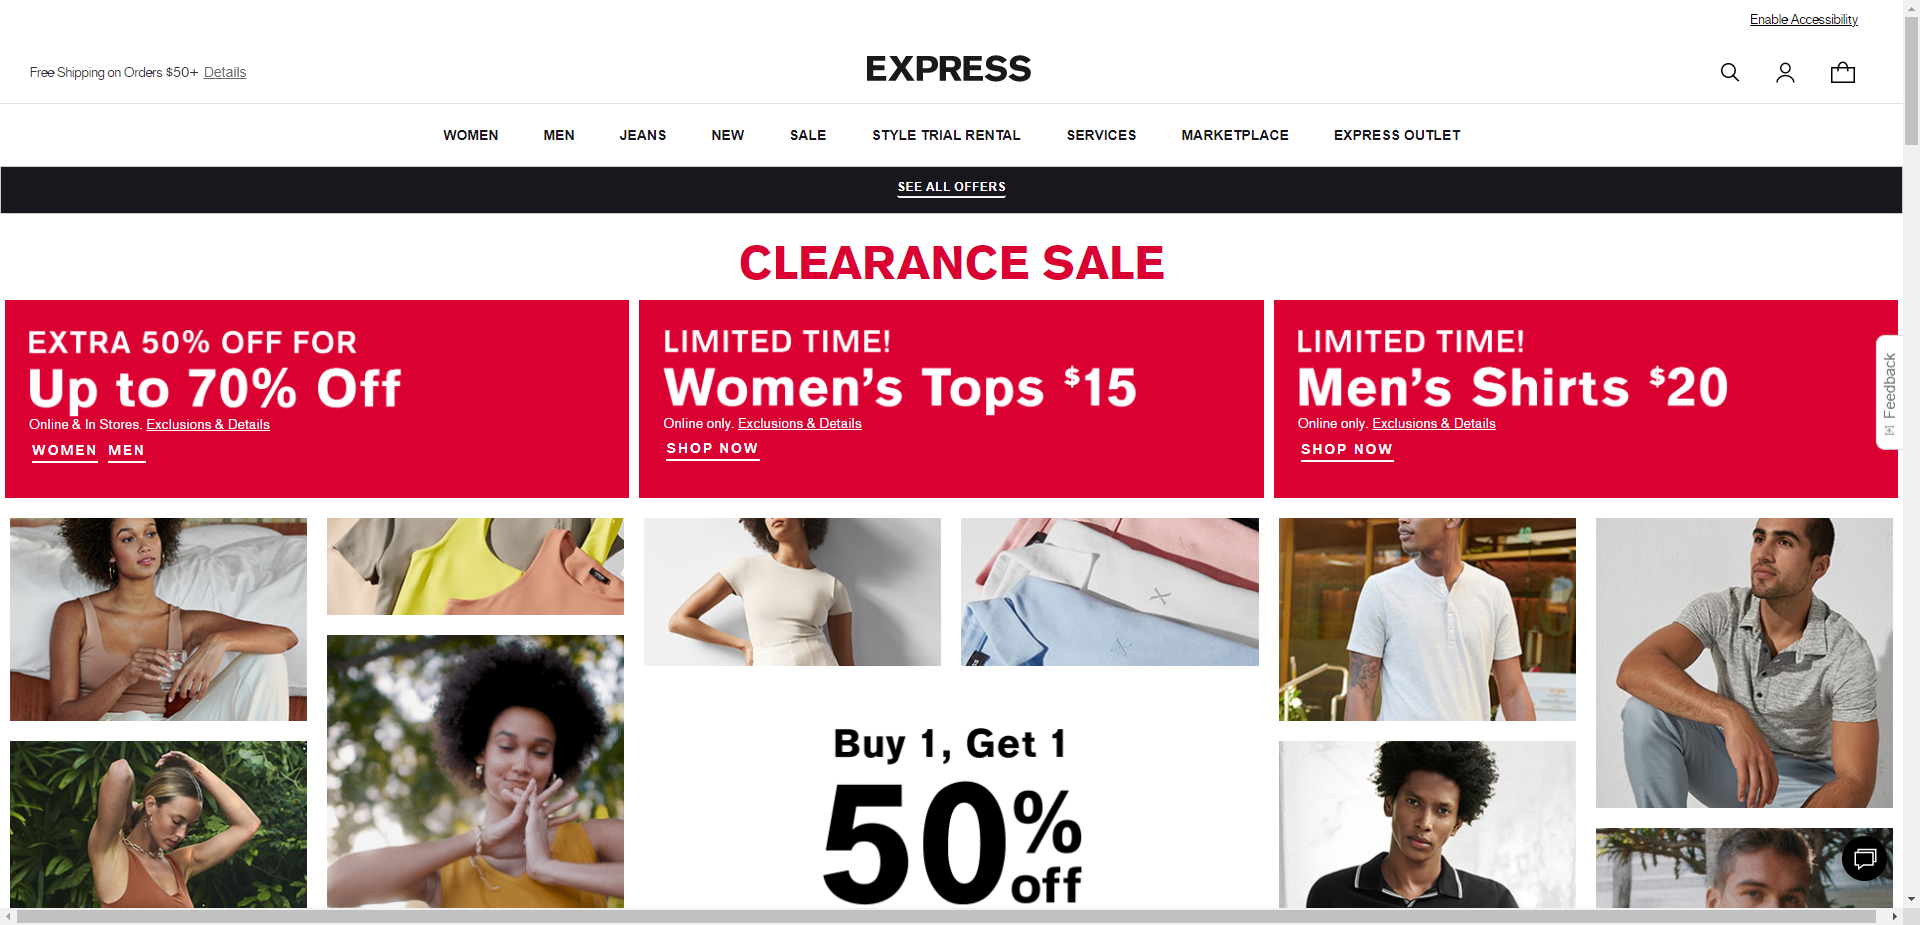 Enable Accessibility
Free Shipping on Orders $50+ Details
EXPRESS
WOMEN MEN JEANS NEW SALE STYLE TRIAL RENTAL SERVICES MARKETPLACE EXPRESS OUTLET
SEE ALL OFFERS
CLEARANCE SALE
EXTRA 50% OFF FOR
Up to 70% Off
Online & In Stores. Exclusions & Details
WOMEN MEN
LIMITED TIME!
Women's Tops $15
Online only. Exclusions & Details
SHOP NOW
LIMITED TIME!
Men's Shirts $20
Online only. Exclusions & Details
SHOP NOW
Feedback
Buy 1, Get 1
50%
off